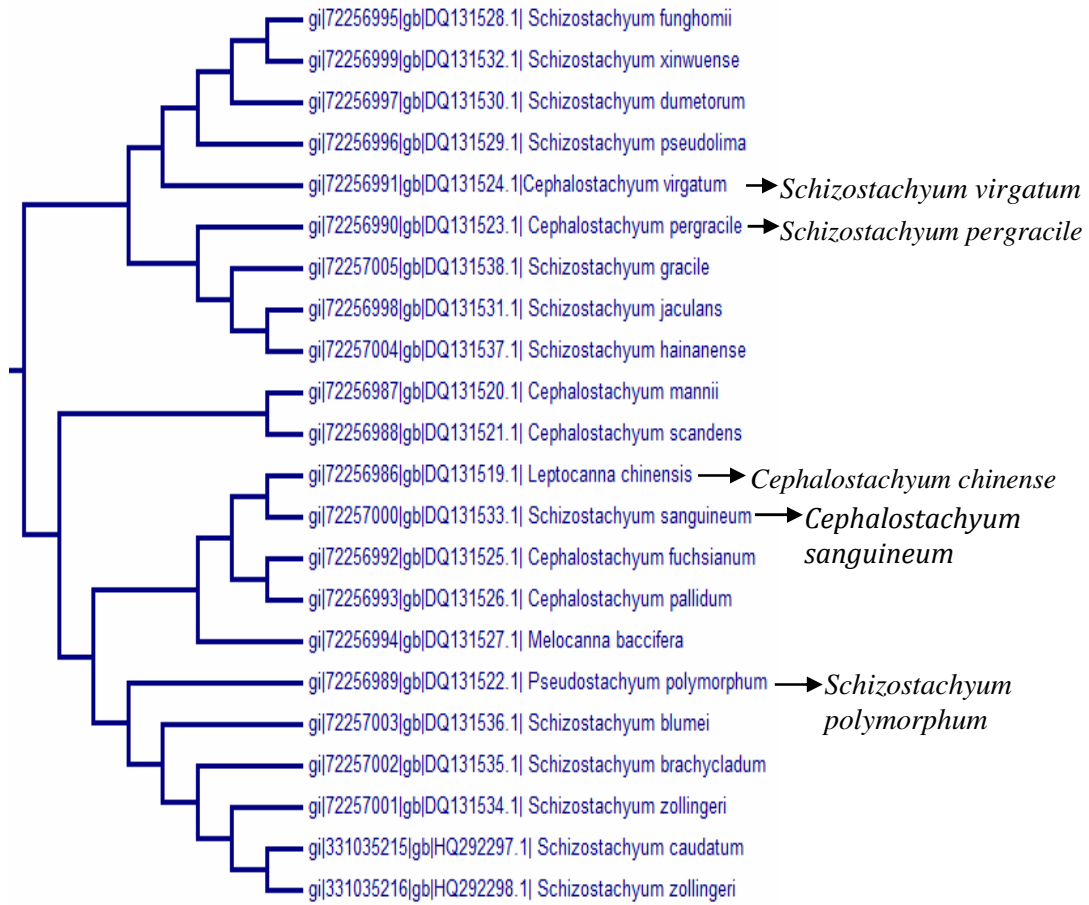 gi|72256995|gb|DQ131528.1| Schizostachyum funghomii
gi|72256999|gb|DQ131532.1| Schizostachyum xinwuense
gi|72256997|gb|DQ131530.1| Schizostachyum dumetorum
gi|72256996|gb|DQ131529.1| Schizostachyum pseudolima
gi|72256991|gb|DQ131524.1|Cephalostachyum virgatum
Schizostachyum virgatum
gi|72256990|gb|DQ131523.1| Cephalostachyum pergracile
Schizostachyum pergracile
gi|72257005|gb|DQ131538.1| Schizostachyum gracile
gi|72256998|gb|DQ131531.1| Schizostachyum jaculans
gi|72257004|gb|DQ131537.1| Schizostachyum hainanense
gi|72256987|gb|DQ131520.1| Cephalostachyum mannii
gi|72256988|gb|DQ131521.1| Cephalostachyum scandens
gi|72256986|gb|DQ131519.1| Leptocanna chinensis
Cephalostachyum chinense
gi|72257000|gb|DQ131533.1| Schizostachyum sanguineum
Cephalostachyum
sanguineum
gi|72256992|gb|DQ131525.1| Cephalostachyum fuchsianum
gi|72256993|gb|DQ131526.1| Cephalostachyum pallidum
gi|72256994|gb|DQ131527.1| Melocanna baccifera
gi|72256989|gb|DQ131522.1| Pseudostachyum polymorphum
Schizostachyum
polymorphum
gi|72257003|gb|DQ131536.1| Schizostachyum blumei
gi|72257002|gb|DQ131535.1| Schizostachyum brachycladum
gi|72257001|gb|DQ131534.1| Schizostachyum zollingeri
gi|331035215|gb|HQ292297.1| Schizostachyum caudatum
gi|331035216|gb|HQ292298.1| Schizostachyum zollingeri